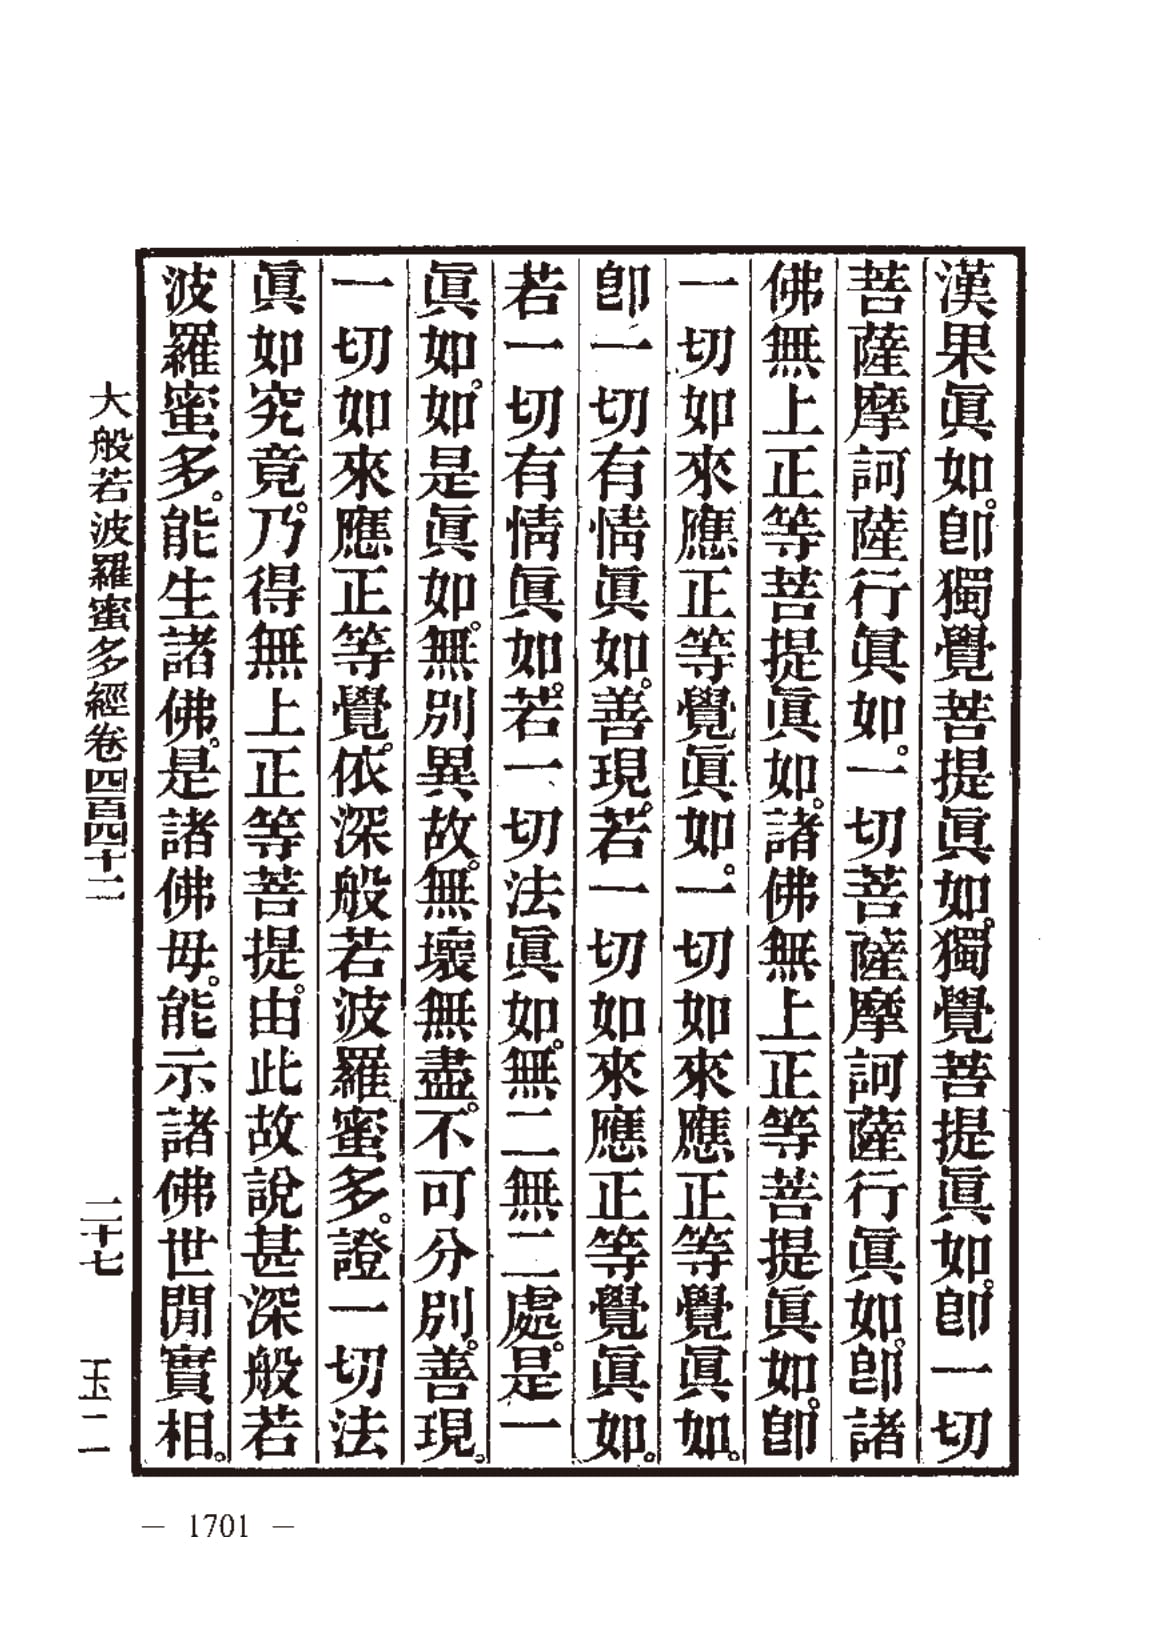 漢果眞如。卽獨覺菩提眞如。獨覺菩提眞如。卽一切
菩薩摩訶薩行眞如。一切菩薩摩訶薩行眞如。卽諸
佛無上正等菩提眞如。諸佛無上正等菩提眞如。卽
一切如來應正等覺眞如。一切如來應正等覺眞如。
卽一切有情眞如。善現。若一切如來應正等覺眞如。
若一切有情眞如。若一切法眞如。無二無二處。是一
眞如。如是眞如。無別異故。無壞無盡。不可分別。善現。
一切如來應正等覺。依深般若波羅蜜多。證一切法
眞如究竟。乃得無上正等菩提。由此故說甚深般若
波羅蜜多。能生諸佛。是諸佛母。能示諸佛世閒實相。
大般若波羅蜜多經卷四百四十二 二十七 玉二
— 1701 —